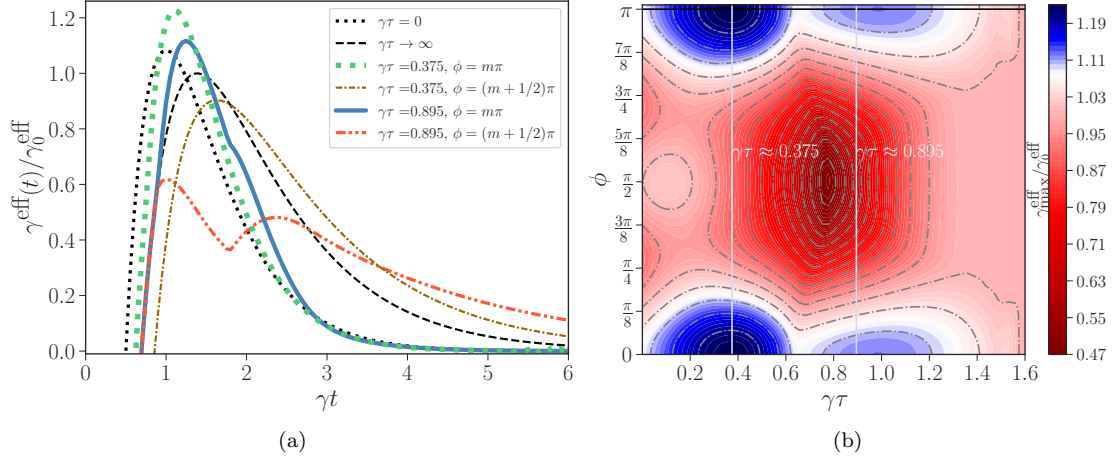 γ^eff(t)/γ_0^eff
1.2
1.0
0.8
0.6
0.4
0.2
0.0
0 1 2 3 4 5 6
γt
γτ = 0
γτ → ∞
γτ = 0.375, ϕ = mπ
γτ = 0.375, ϕ = (m + 1/2)π
γτ = 0.895, ϕ = mπ
γτ = 0.895, ϕ = (m + 1/2)π
(a)
ϕ
π
7π/8
3π/4
5π/8
π/2
3π/8
π/4
π/8
0
0.2 0.4 0.6 0.8 1.0 1.2 1.4 1.6
γτ
γτ ≈ 0.375
γτ ≈ 0.895
γ_max^eff/γ_0^eff
1.19
1.11
1.03
0.95
0.87
0.79
0.71
0.63
0.55
0.47
(b)